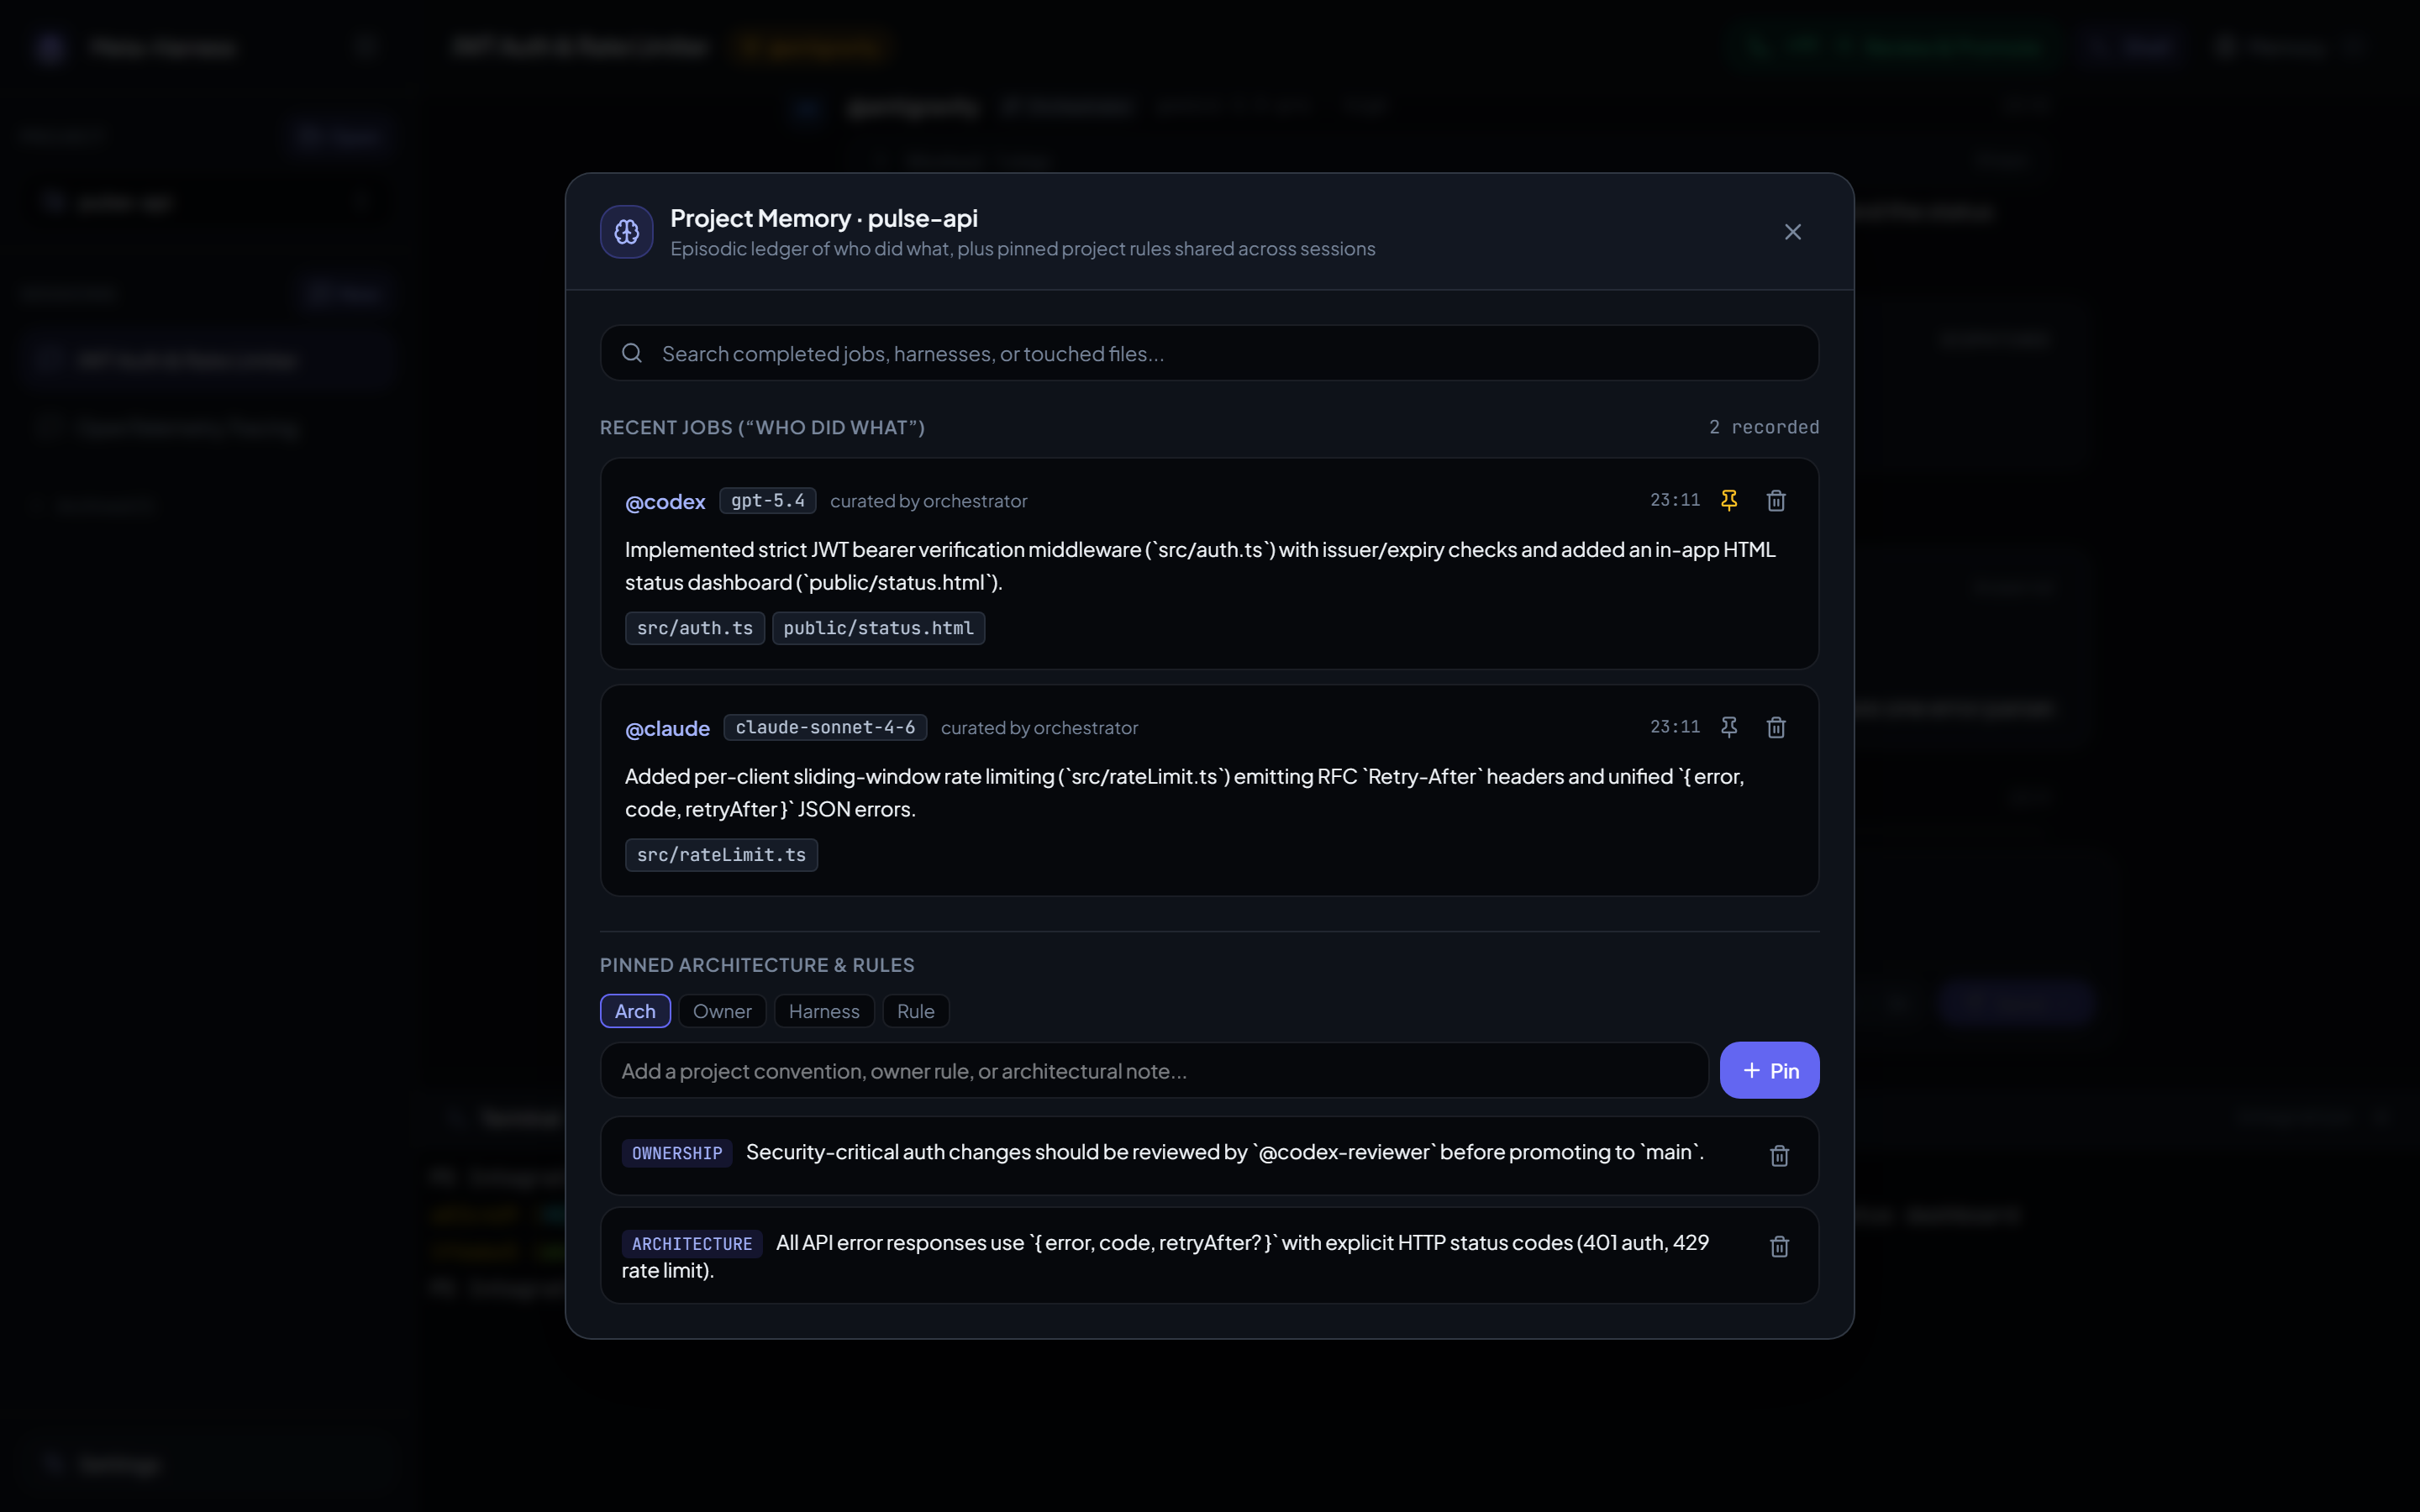 Project Memory · pulse-api
Episodic ledger of who did what, plus pinned project rules shared across sessions
Search completed jobs, harnesses, or touched files...
RECENT JOBS (“WHO DID WHAT”)
2 recorded
@codex gpt-5.4 curated by orchestrator 23:11
Implemented strict JWT bearer verification middleware (`src/auth.ts`) with issuer/expiry checks and added an in-app HTML
status dashboard (`public/status.html`).
src/auth.ts public/status.html
@claude claude-sonnet-4-6 curated by orchestrator 23:11
Added per-client sliding-window rate limiting (`src/rateLimit.ts`) emitting RFC `Retry-After` headers and unified `{ error,
code, retryAfter }` JSON errors.
src/rateLimit.ts
PINNED ARCHITECTURE & RULES
Arch Owner Harness Rule
Add a project convention, owner rule, or architectural note...
+ Pin
OWNERSHIP Security-critical auth changes should be reviewed by `@codex-reviewer` before promoting to `main`.
ARCHITECTURE All API error responses use `{ error, code, retryAfter? }` with explicit HTTP status codes (401 auth, 429
rate limit).